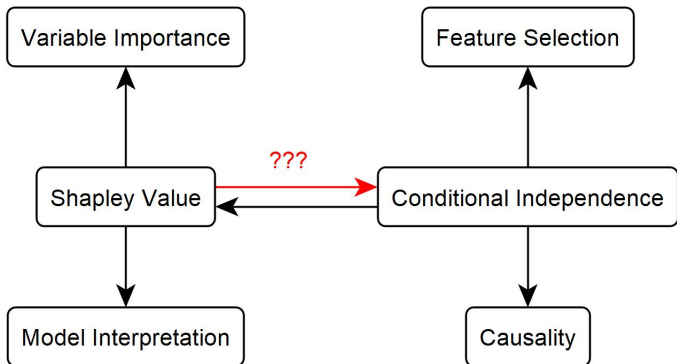 Variable Importance
Feature Selection
???
Shapley Value
Conditional Independence
Model Interpretation
Causality